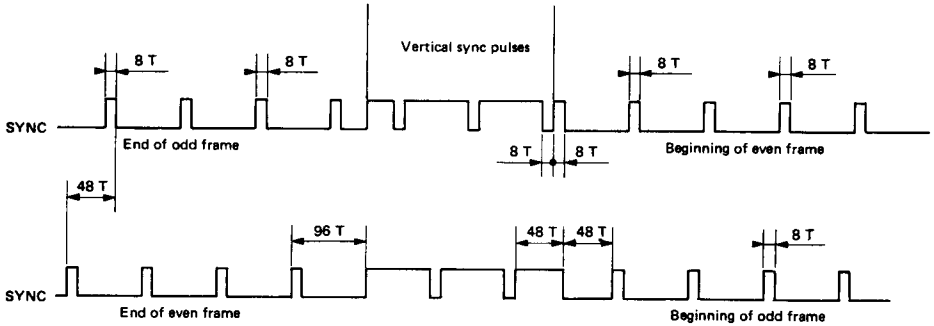 Vertical sync pulses
8 T
8 T
8 T
8 T
SYNC
End of odd frame
Beginning of even frame
8 T
8 T
48 T
96 T
48 T
48 T
8 T
SYNC
End of even frame
Beginning of odd frame